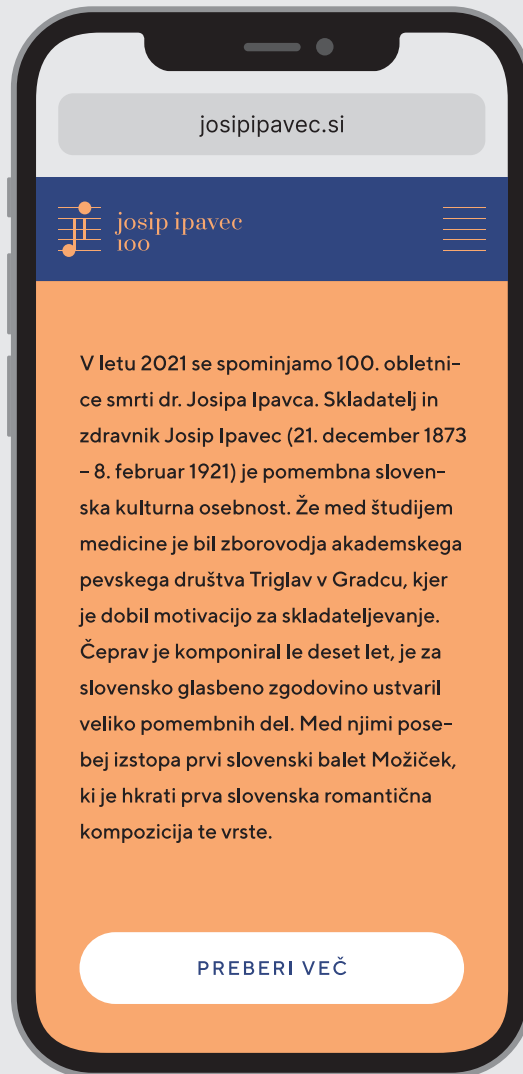 josipipavec.si
josip ipavec
100
V letu 2021 se spominjamo 100. obletni-
ce smrti dr. Josipa Ipavca. Skladatelj in
zdravnik Josip Ipavec (21. december 1873
– 8. februar 1921) je pomembna sloven-
ska kulturna osebnost. Že med študijem
medicine je bil zborovodja akademskega
pevskega društva Triglav v Gradcu, kjer
je dobil motivacijo za skladateljevanje.
Čeprav je komponiral le deset let, je za
slovensko glasbeno zgodovino ustvaril
veliko pomembnih del. Med njimi pose-
bej izstopa prvi slovenski balet Možiček,
ki je hkrati prva slovenska romantična
kompozicija te vrste.
PREBERI VEČ